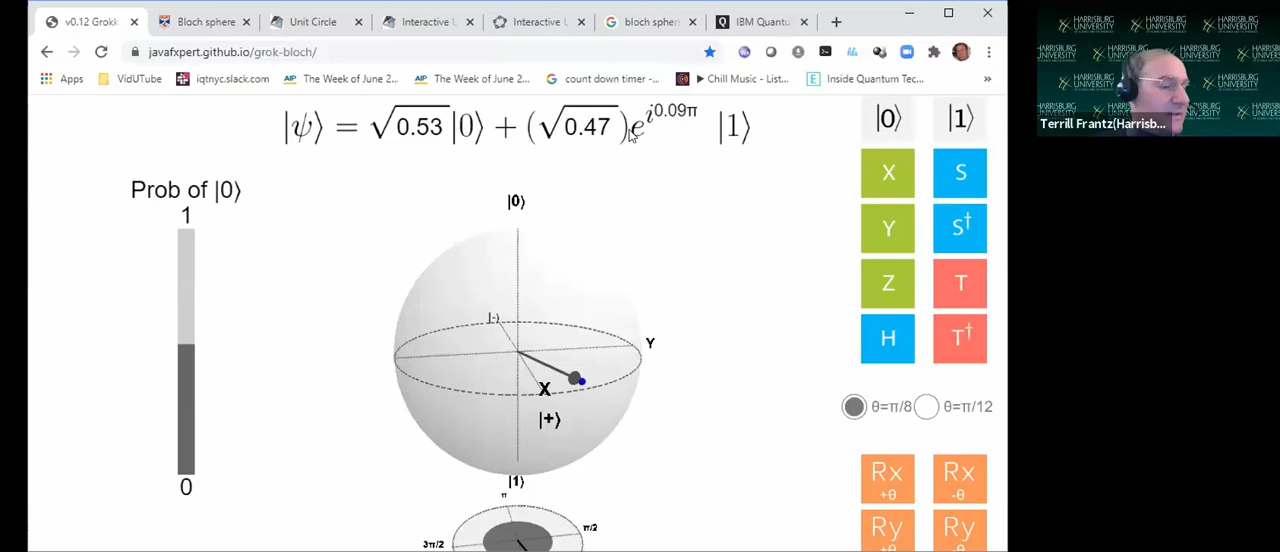 v0.12 Grokk
Bloch sphere
Unit Circle
Interactive U
Interactive U
bloch spher
IBM Quantu
javafxpert.github.io/grok-bloch/
Apps
VidUTube
iqtnyc.slack.com
AIP The Week of June 2...
AIP The Week of June 2...
count down timer -...
Chill Music - List...
Inside Quantum Tec...
»
HARRISBURG UNIVERSITY
Terrill Frantz(Harrisb...
|ψ⟩ = √0.53|0⟩ + (√0.47)e^{i0.09π} |1⟩
Prob of |0⟩
1
0
|0⟩
|-⟩
Y
X
|+⟩
|1⟩
π
π/2
3π/2
|0⟩ |1⟩
X S
Y S†
Z T
H T†
θ=π/8 θ=π/12
Rx +θ Rx -θ
Ry +θ Ry -θ